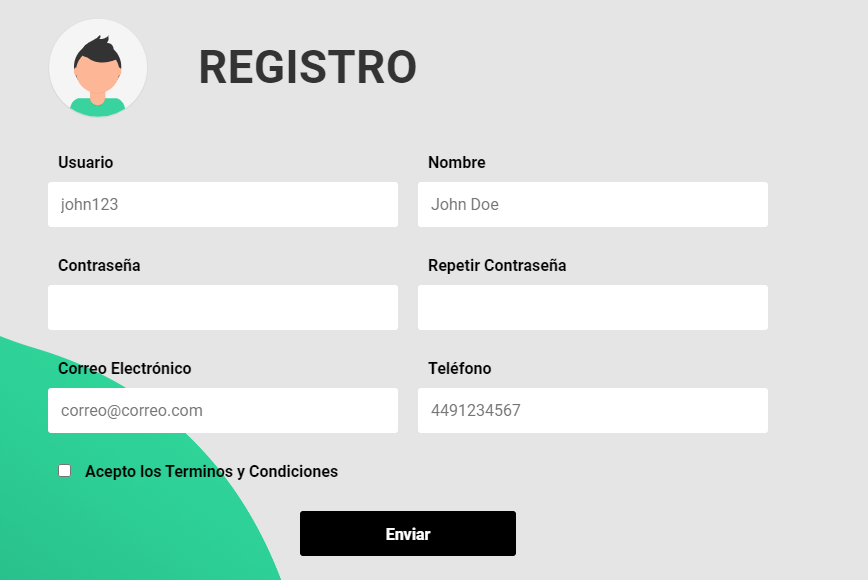 REGISTRO
Usuario
Nombre
john123
John Doe
Contraseña
Repetir Contraseña
Correo Electrónico
Teléfono
correo@correo.com
4491234567
Acepto los Terminos y Condiciones
Enviar